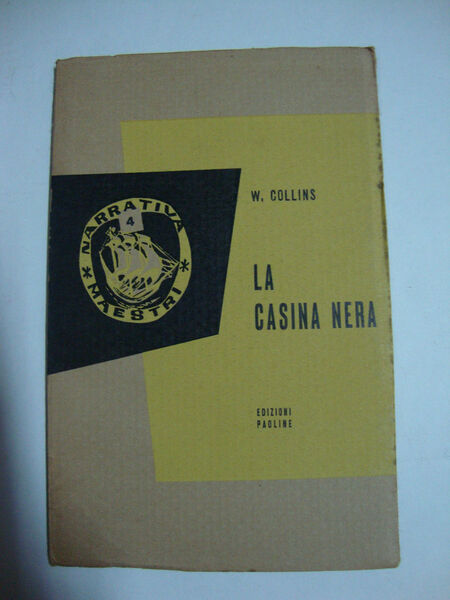 W. COLLINS
NARRATIVA
4
MAESTRI
LA
CASINA NERA
EDIZIONI
PAOLINE